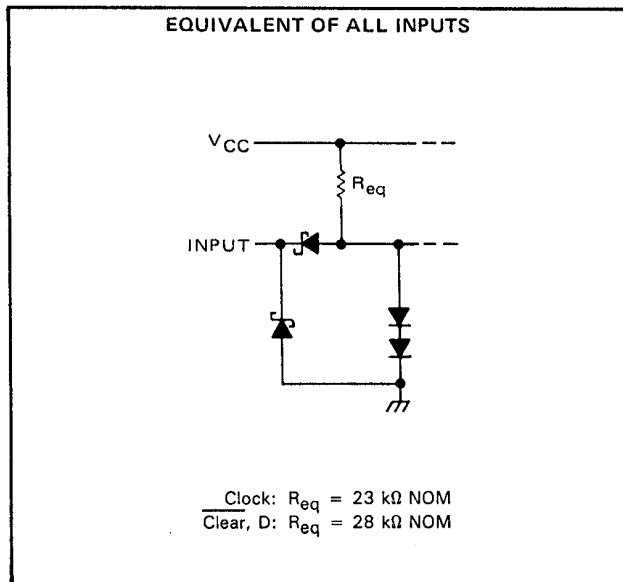 EQUIVALENT OF ALL INPUTS
VCC
Req
INPUT
Clock: Req = 23 kΩ NOM
Clear, D: Req = 28 kΩ NOM